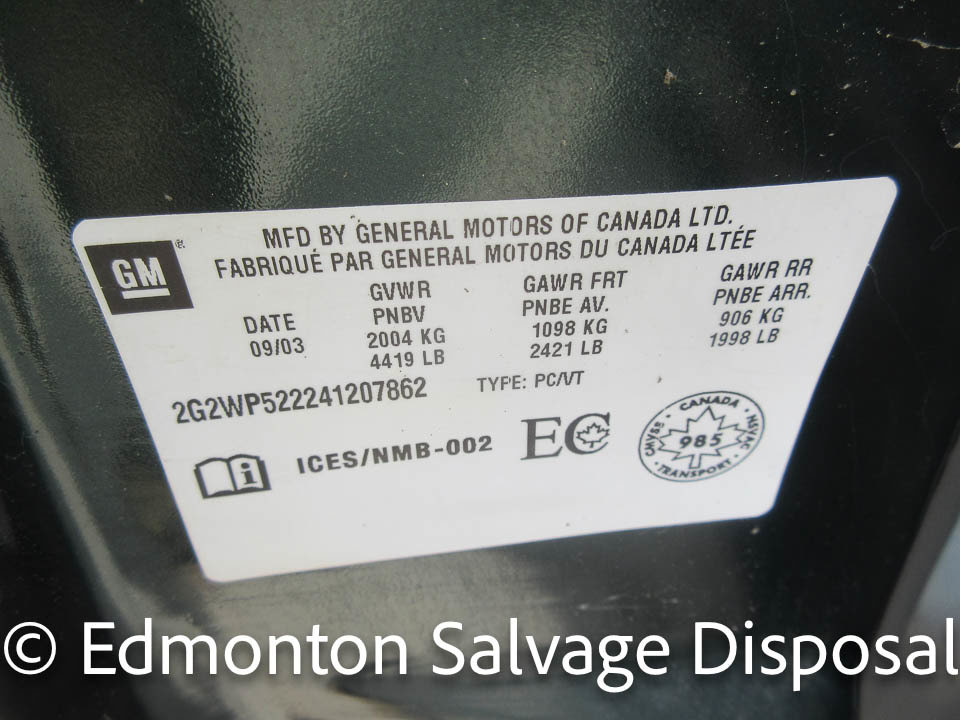 GM ®
MFD BY GENERAL MOTORS OF CANADA LTD.
FABRIQUÉ PAR GENERAL MOTORS DU CANADA LTÉE
DATE
09/03
GVWR
PNBV
2004 KG
4419 LB
GAWR FRT
PNBE AV.
1098 KG
2421 LB
GAWR RR
PNBE ARR.
906 KG
1998 LB
2G2WP522241207862 TYPE: PC/VT
i ICES/NMB-002 EC
CANADA
CMVSS 985 NSVAC
TRANSPORT
© Edmonton Salvage Disposal